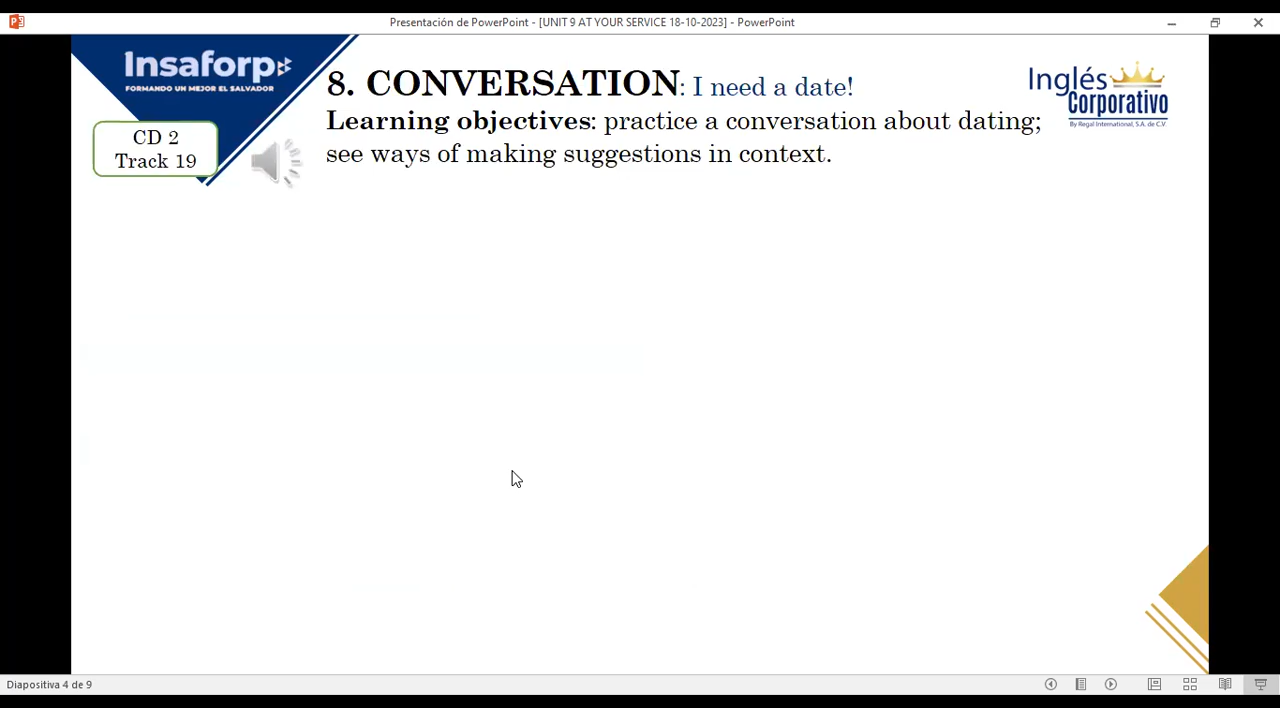 Presentación de PowerPoint - [UNIT 9 AT YOUR SERVICE 18-10-2023] - PowerPoint
Insaforp
FORMANDO UN MEJOR EL SALVADOR
CD 2
Track 19
8. CONVERSATION: I need a date!
Learning objectives: practice a conversation about dating;
see ways of making suggestions in context.
Inglés
Corporativo
By Regal International, S.A. de C.V.
Diapositiva 4 de 9